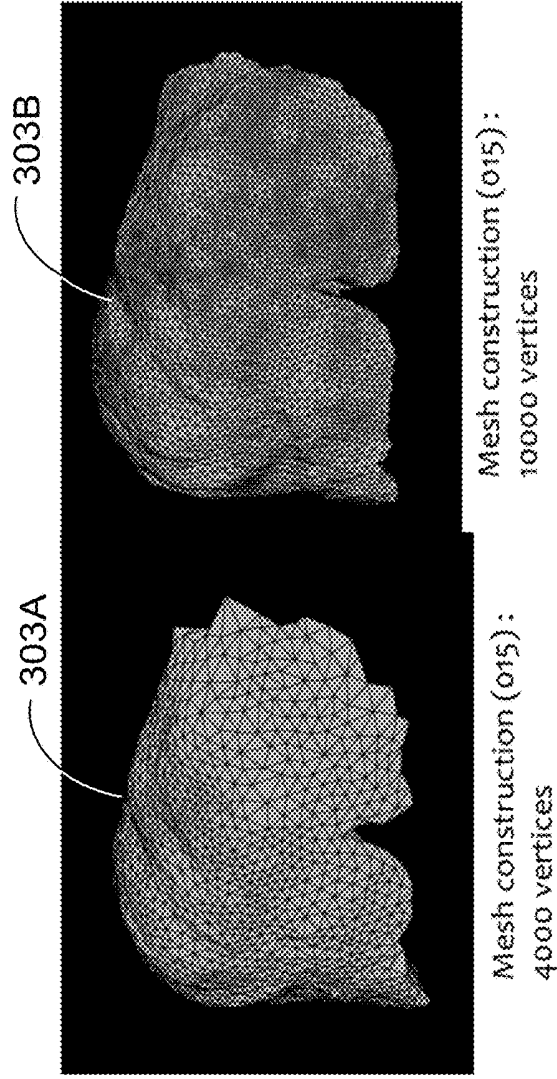 303A
303B
Mesh construction (015):
4000 vertices
Mesh construction (015):
10000 vertices